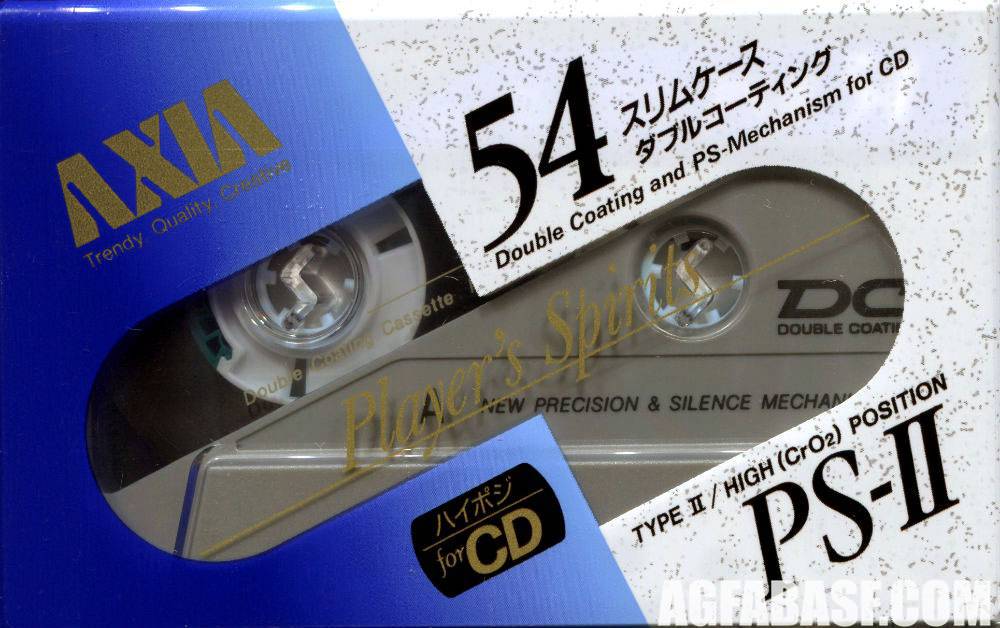 AXIA
Trendy Quality Creative
54
スリムケース
ダブルコーティング
Double Coating and PS-Mechanism for CD
Double Coating Cassette
Player's Spirits
DC
DOUBLE COATI
A
NEW PRECISION & SILENCE MECHAN
ハイポジ
for CD
TYPE II / HIGH (CrO2) POSITION
PS-II
AGFABASE.COM